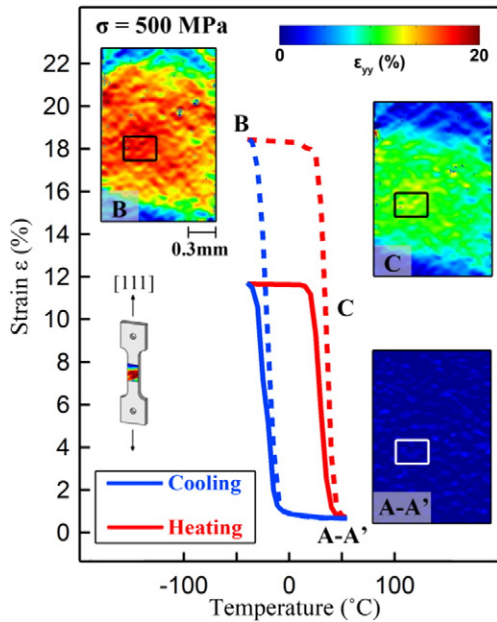 σ = 500 MPa
0 10 20
ε_yy (%)
22
20
18
16
14
12
10
8
6
4
2
0
Strain ε (%)
B
B
0.3mm
C
C
[111]
A-A’
A-A’
Cooling
Heating
-100 0 100
Temperature (˚C)